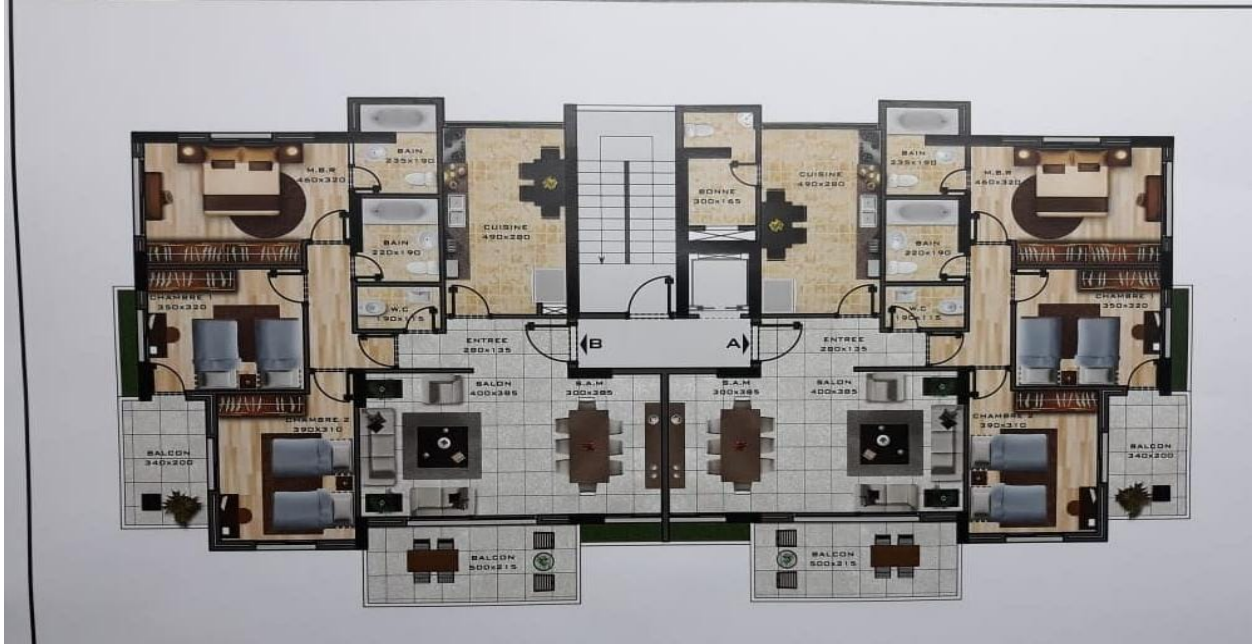 M.B.R
460x320
BAIN
235x190
CUISINE
490x280
BAIN
220x190
W.C
190x115
CHAMBRE 1
350x320
ENTREE
280x135
B
SALON
400x385
S.A.M
300x385
CHAMBRE 2
390x310
BALCON
340x200
BALCON
500x215
BONNE
300x165
CUISINE
490x280
BAIN
235x190
M.B.R
460x320
BAIN
220x190
W.C
190x115
CHAMBRE 1
350x320
A
ENTREE
280x135
S.A.M
300x385
SALON
400x385
CHAMBRE 2
390x310
BALCON
340x200
BALCON
500x215